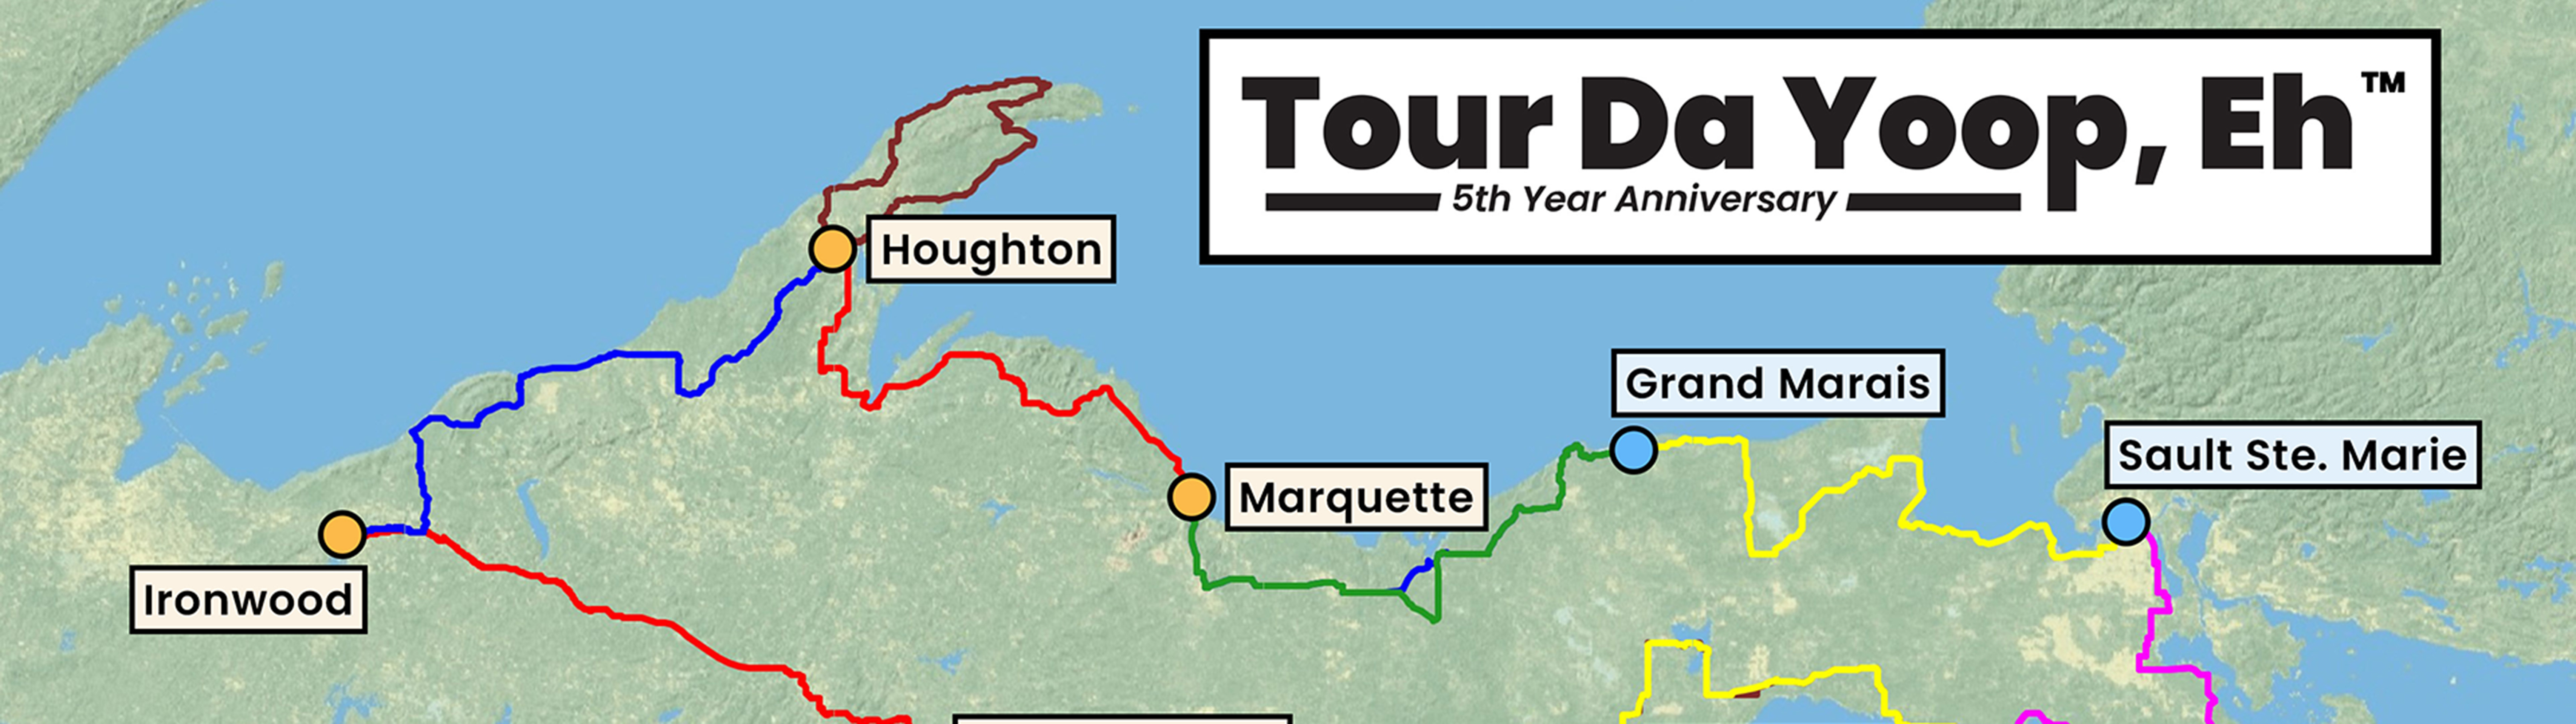 Tour Da Yoop, Eh™
5th Year Anniversary
Houghton
Grand Marais
Sault Ste. Marie
Marquette
Ironwood